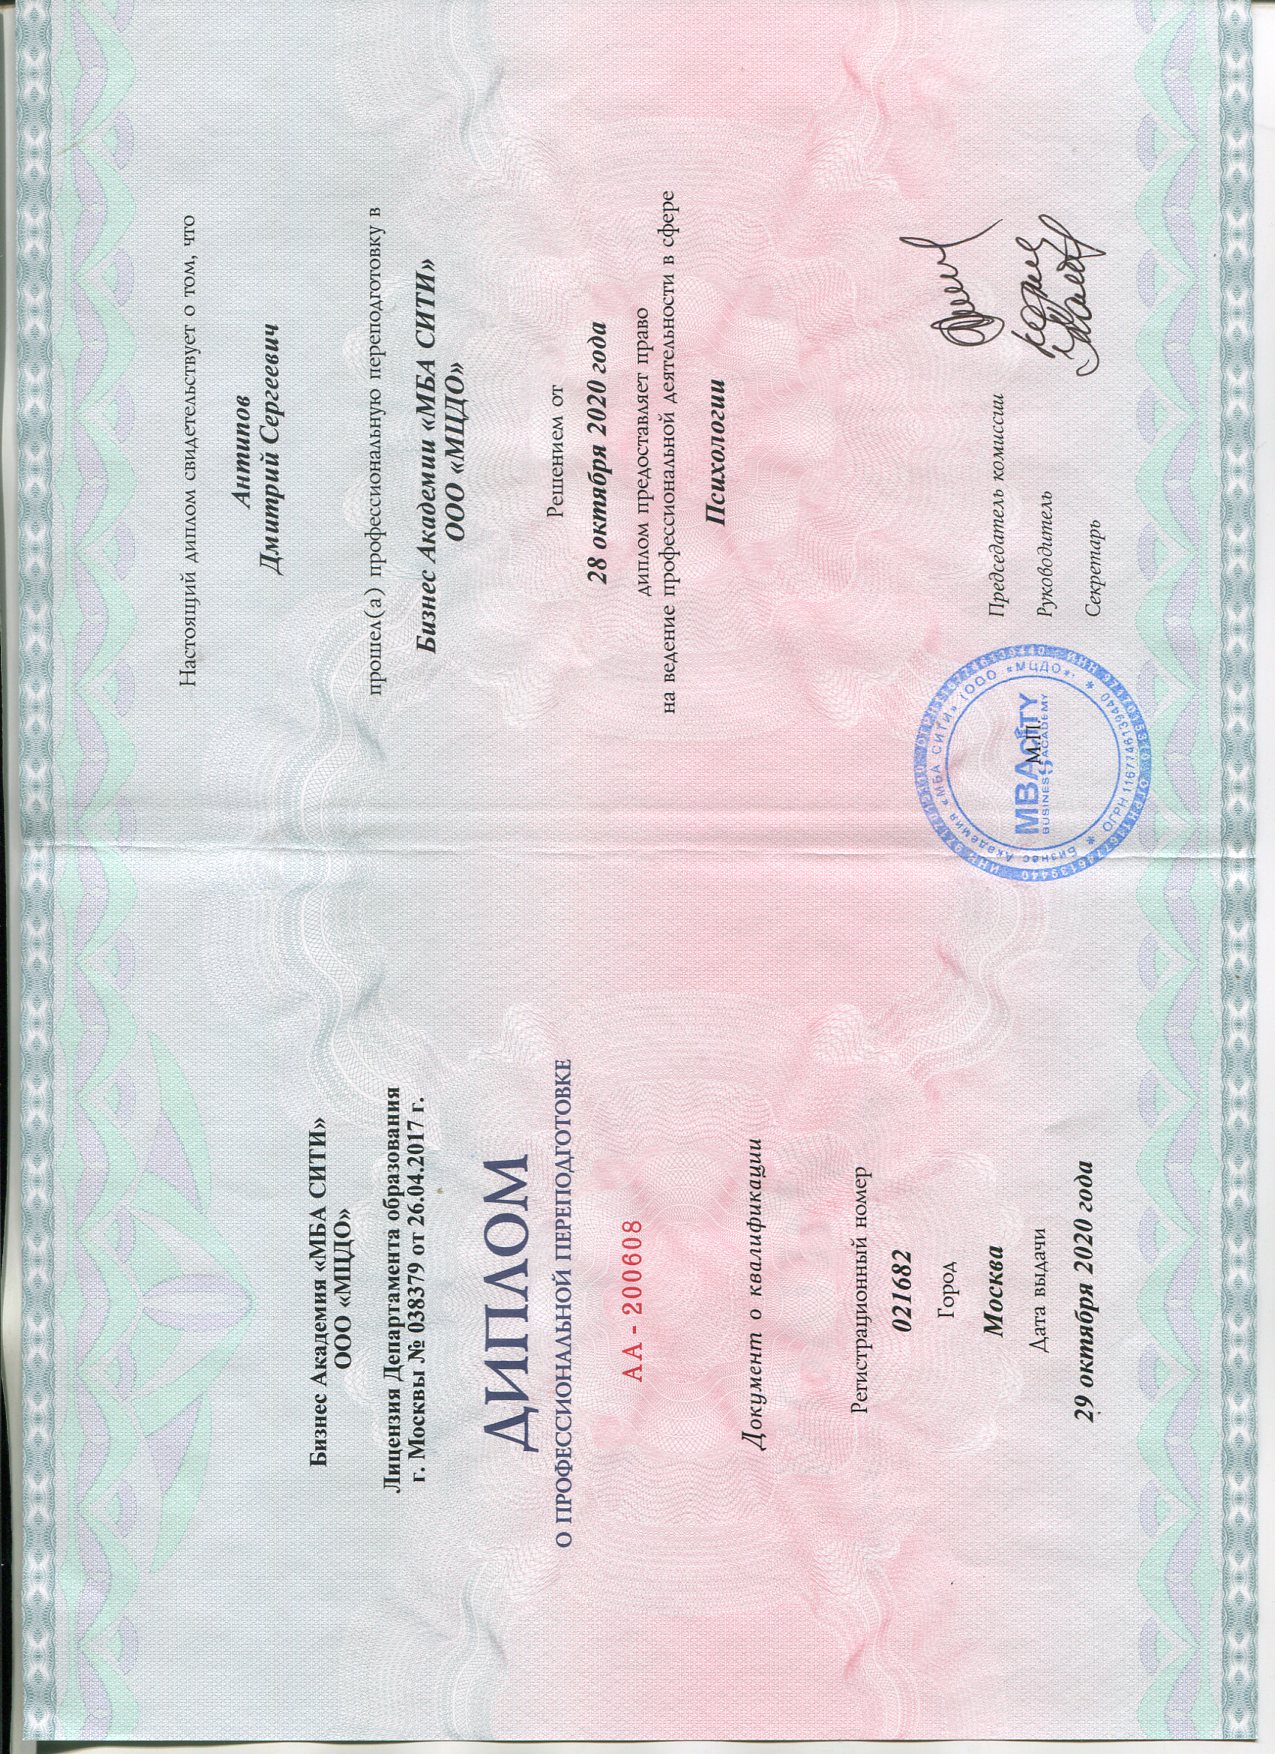 Бизнес Академия «МБА СИТИ»
ООО «МЦДО»
Лицензия Департамента образования
г. Москвы № 038379 от 26.04.2017 г.
ДИПЛОМ
О ПРОФЕССИОНАЛЬНОЙ ПЕРЕПОДГОТОВКЕ
АА - 200608
Документ о квалификации
Регистрационный номер
021682
Город
Москва
Дата выдачи
29 октября 2020 года
Настоящий диплом свидетельствует о том, что
Антипов
Дмитрий Сергеевич
прошел(а) профессиональную переподготовку в
Бизнес Академии «МБА СИТИ»
ООО «МЦДО»
Решением от
28 октября 2020 года
диплом предоставляет право
на ведение профессиональной деятельности в сфере
Психологии
Председатель комиссии
Руководитель
Секретарь
М.П.
Бизнес Академия «МБА СИТИ» (ООО «МЦДО»)
MBA CITY
BUSINESS ACADEMY
ОГРН 1167746139440